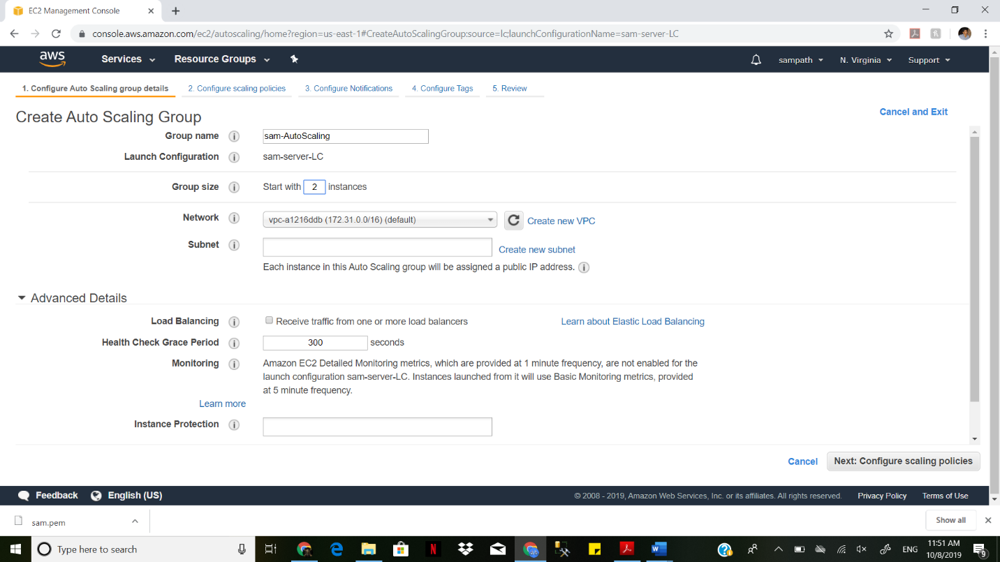 EC2 Management Console
console.aws.amazon.com/ec2/autoscaling/home?region=us-east-1#CreateAutoScalingGroup:source=lc;launchConfigurationName=sam-server-LC
aws Services Resource Groups sampath N. Virginia Support
1. Configure Auto Scaling group details 2. Configure scaling policies 3. Configure Notifications 4. Configure Tags 5. Review
Create Auto Scaling Group
Cancel and Exit
Group name sam-AutoScaling
Launch Configuration sam-server-LC
Group size Start with 2 instances
Network vpc-a1216ddb (172.31.0.0/16) (default) Create new VPC
Subnet Create new subnet
Each instance in this Auto Scaling group will be assigned a public IP address.
Advanced Details
Load Balancing Receive traffic from one or more load balancers Learn about Elastic Load Balancing
Health Check Grace Period 300 seconds
Monitoring Amazon EC2 Detailed Monitoring metrics, which are provided at 1 minute frequency, are not enabled for the
launch configuration sam-server-LC. Instances launched from it will use Basic Monitoring metrics, provided
at 5 minute frequency.
Learn more
Instance Protection
Cancel Next: Configure scaling policies
Feedback English (US) © 2008 - 2019, Amazon Web Services, Inc. or its affiliates. All rights reserved. Privacy Policy Terms of Use
sam.pem Show all
Type here to search ENG 11:51 AM
10/8/2019 9